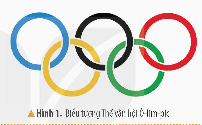 ▲ Hình 1. Biểu tượng Thế vận hội Ô-lim-pic